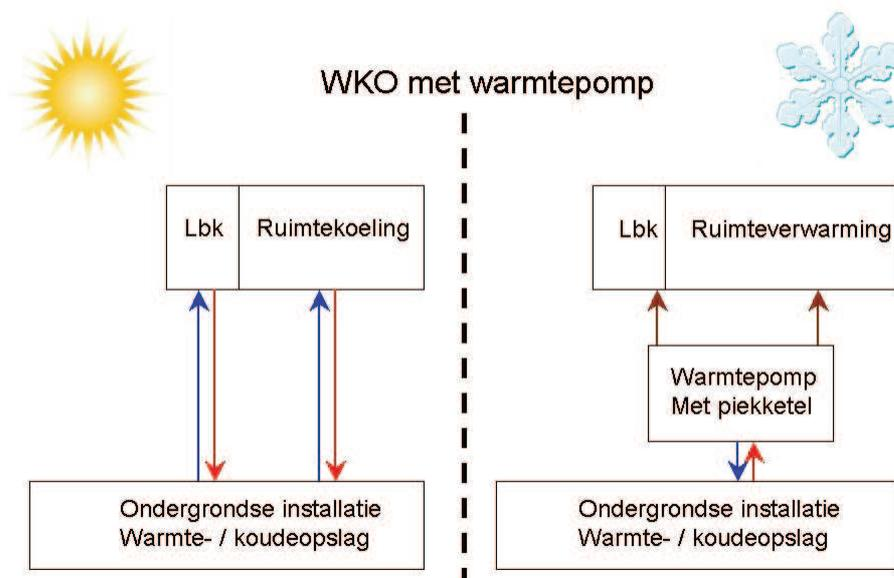 WKO met warmtepomp
Lbk
Ruimtekoeling
Lbk
Ruimteverwarming
Warmtepomp
Met piekketel
Ondergrondse installatie
Warmte- / koudeopslag
Ondergrondse installatie
Warmte- / koudeopslag